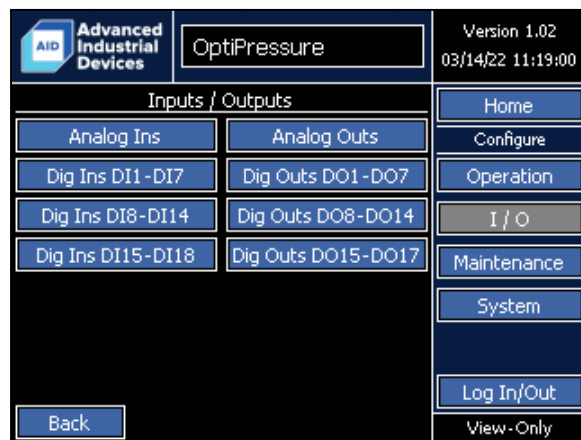 AID
Advanced
Industrial
Devices
OptiPressure
Version 1.02
03/14/22 11:19:00
Inputs / Outputs
Analog Ins
Analog Outs
Dig Ins DI1-DI7
Dig Outs DO1-DO7
Dig Ins DI8-DI14
Dig Outs DO8-DO14
Dig Ins DI15-DI18
Dig Outs DO15-DO17
Back
Home
Configure
Operation
I / O
Maintenance
System
Log In/Out
View-Only